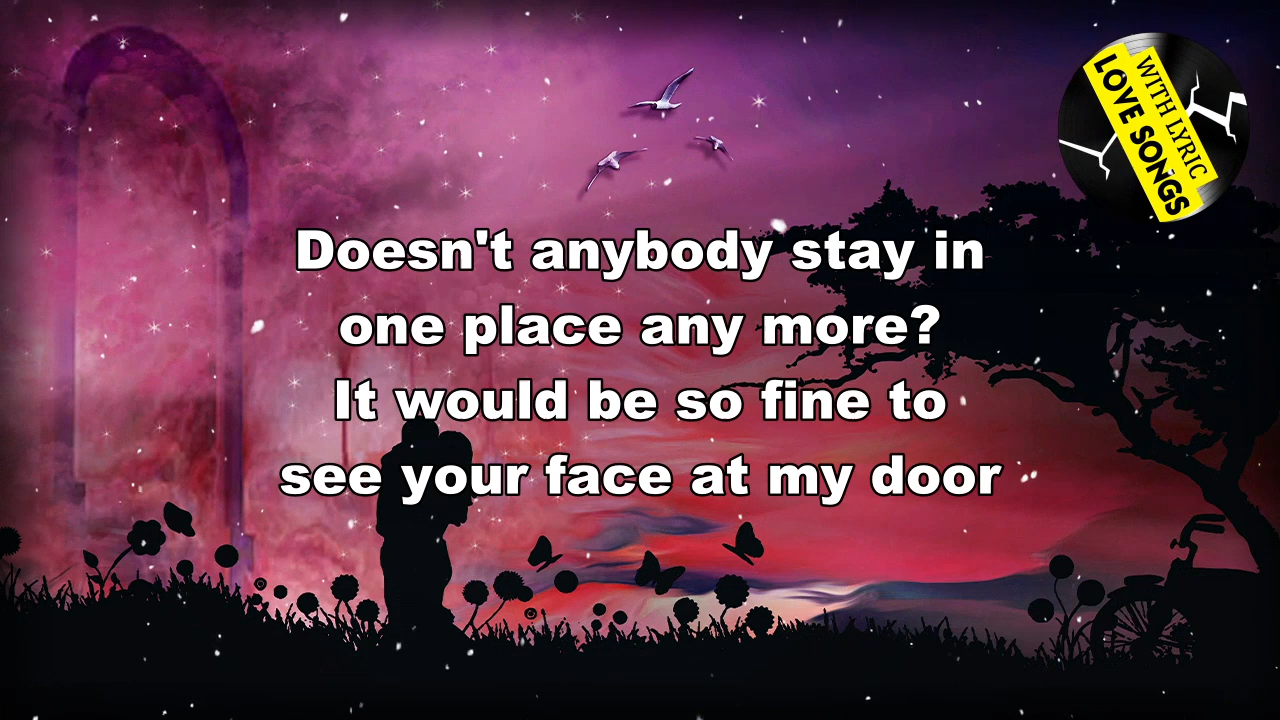 WITH LYRIC
LOVE SONGS
Doesn't anybody stay in
one place any more?
It would be so fine to
see your face at my door